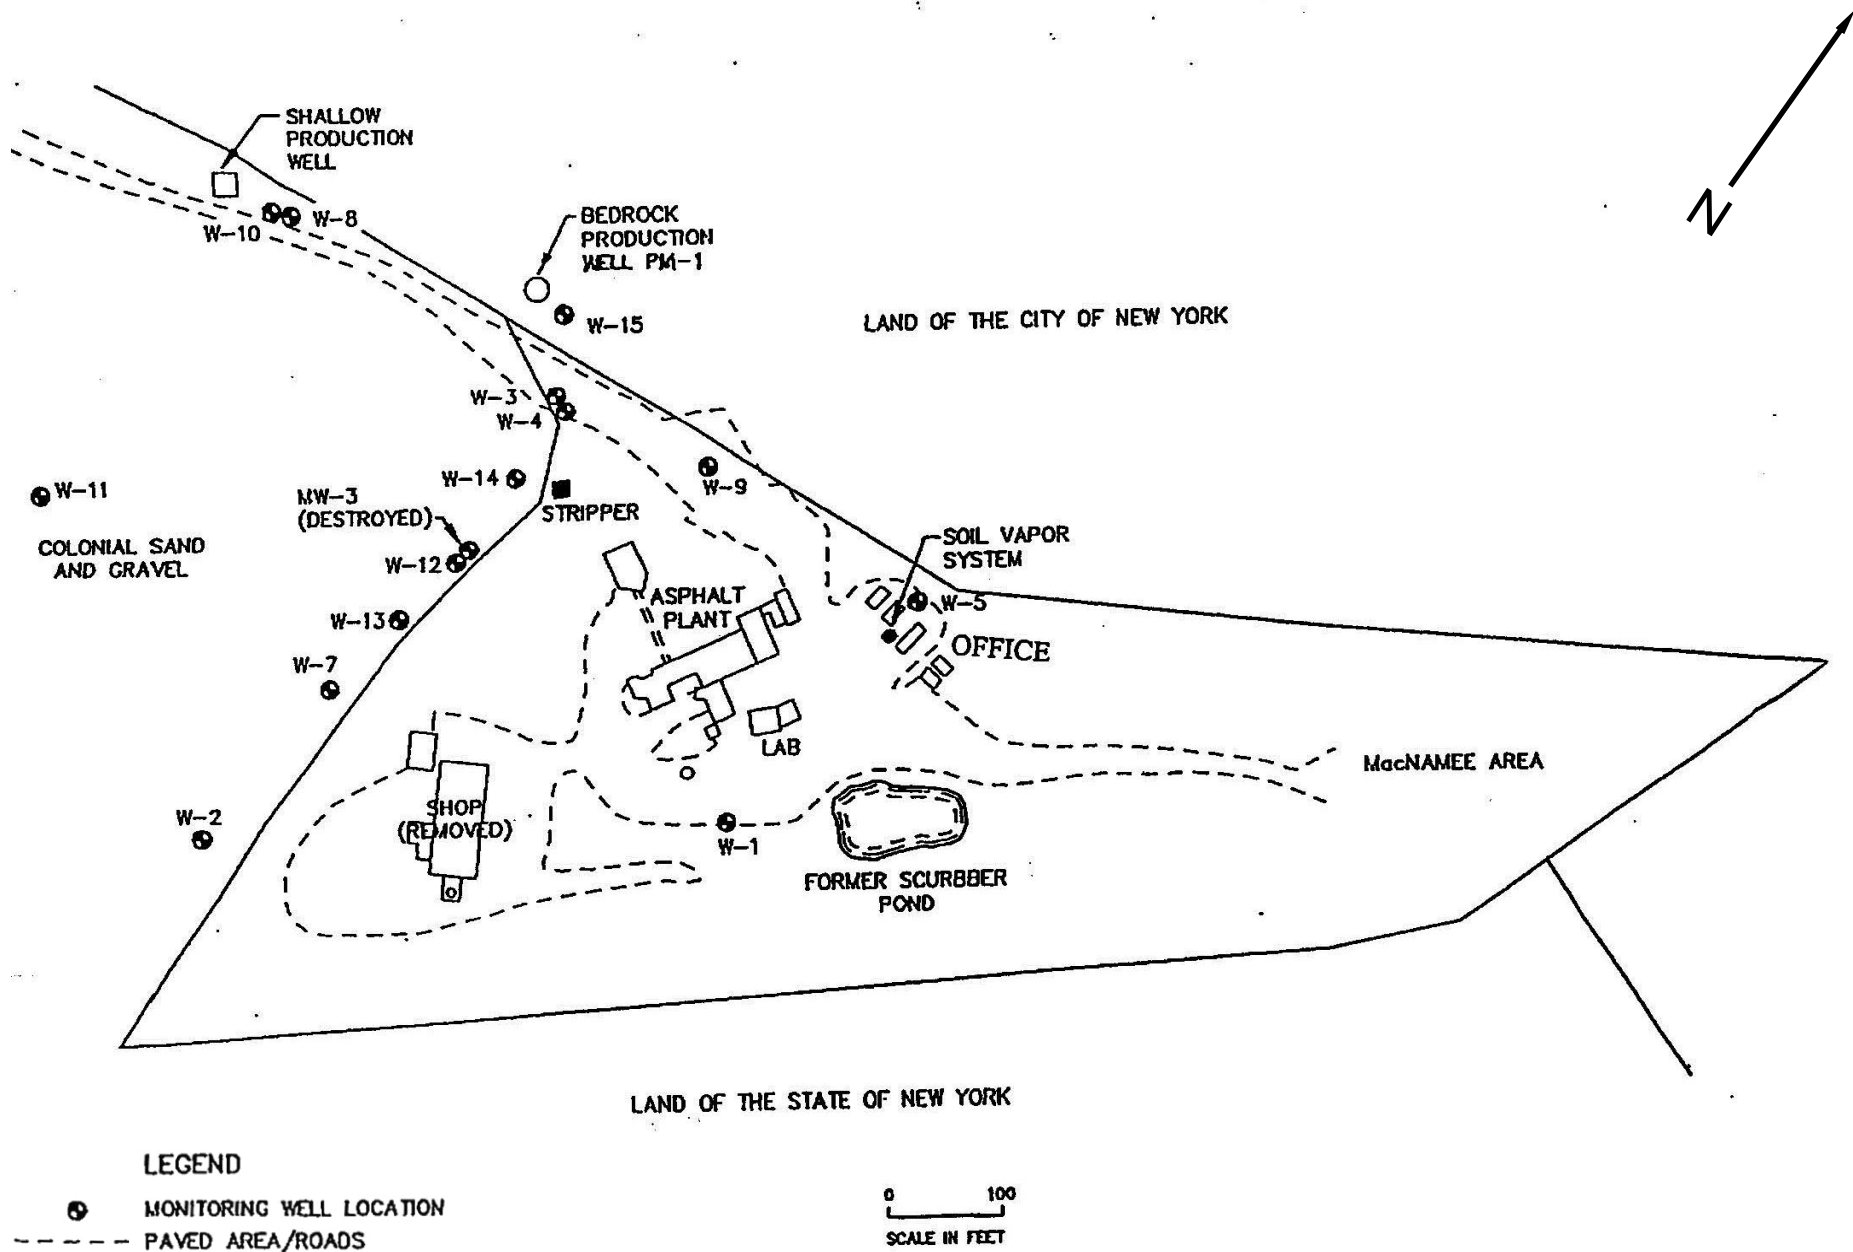 SHALLOW
PRODUCTION
WELL
N
W-8
W-10
BEDROCK
PRODUCTION
WELL PM-1
W-15
LAND OF THE CITY OF NEW YORK
W-3
W-4
W-14
W-9
W-11
MW-3
(DESTROYED)
STRIPPER
SOIL VAPOR
SYSTEM
COLONIAL SAND
AND GRAVEL
W-12
ASPHALT
PLANT
W-5
W-13
OFFICE
W-7
LAB
MacNAMEE AREA
W-2
SHOP
(REMOVED)
W-1
FORMER SCURBBER
POND
LAND OF THE STATE OF NEW YORK
LEGEND
MONITORING WELL LOCATION
PAVED AREA/ROADS
0 100
SCALE IN FEET